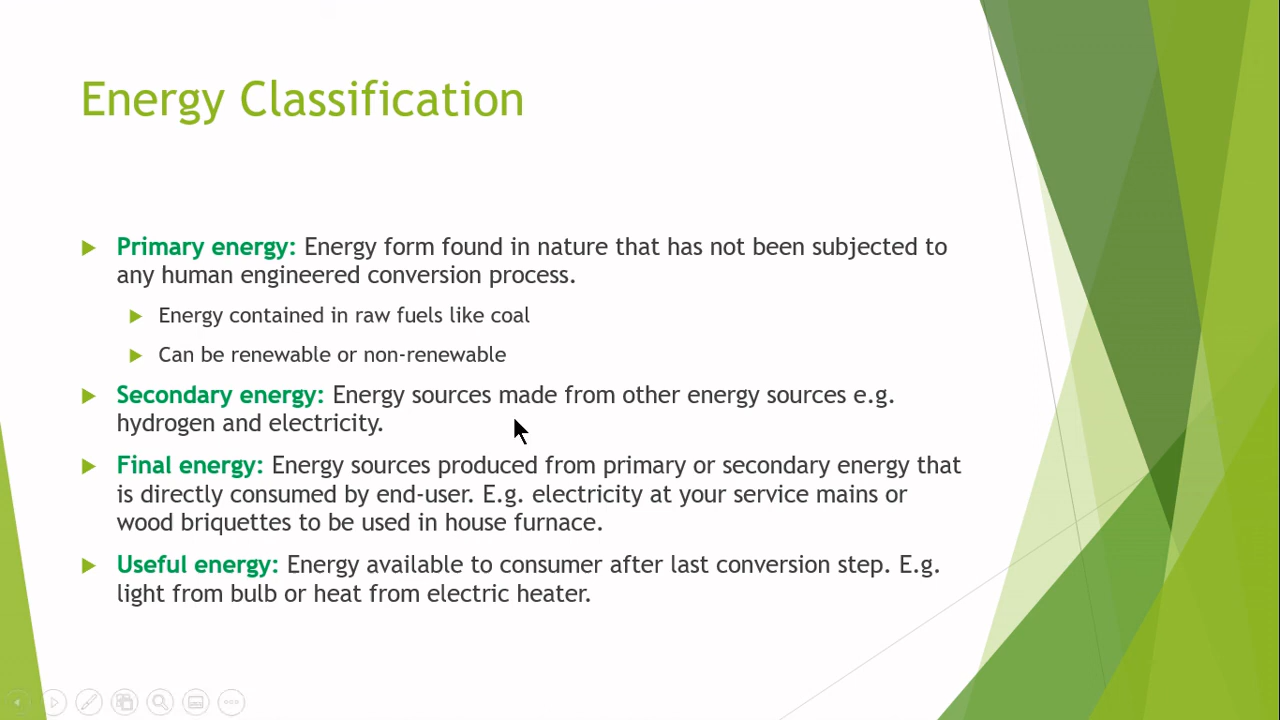 Energy Classification
Primary energy: Energy form found in nature that has not been subjected to
any human engineered conversion process.
Energy contained in raw fuels like coal
Can be renewable or non-renewable
Secondary energy: Energy sources made from other energy sources e.g.
hydrogen and electricity.
Final energy: Energy sources produced from primary or secondary energy that
is directly consumed by end-user. E.g. electricity at your service mains or
wood briquettes to be used in house furnace.
Useful energy: Energy available to consumer after last conversion step. E.g.
light from bulb or heat from electric heater.